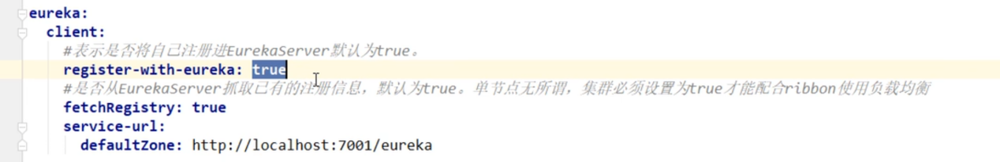 eureka:
client:
#表示是否将自己注册进EurekaServer默认为true。
register-with-eureka: true
#是否从EurekaServer抓取已有的注册信息，默认为true。单节点无所谓，集群必须设置为true才能配合ribbon使用负载均衡
fetchRegistry: true
service-url:
defaultZone: http://localhost:7001/eureka